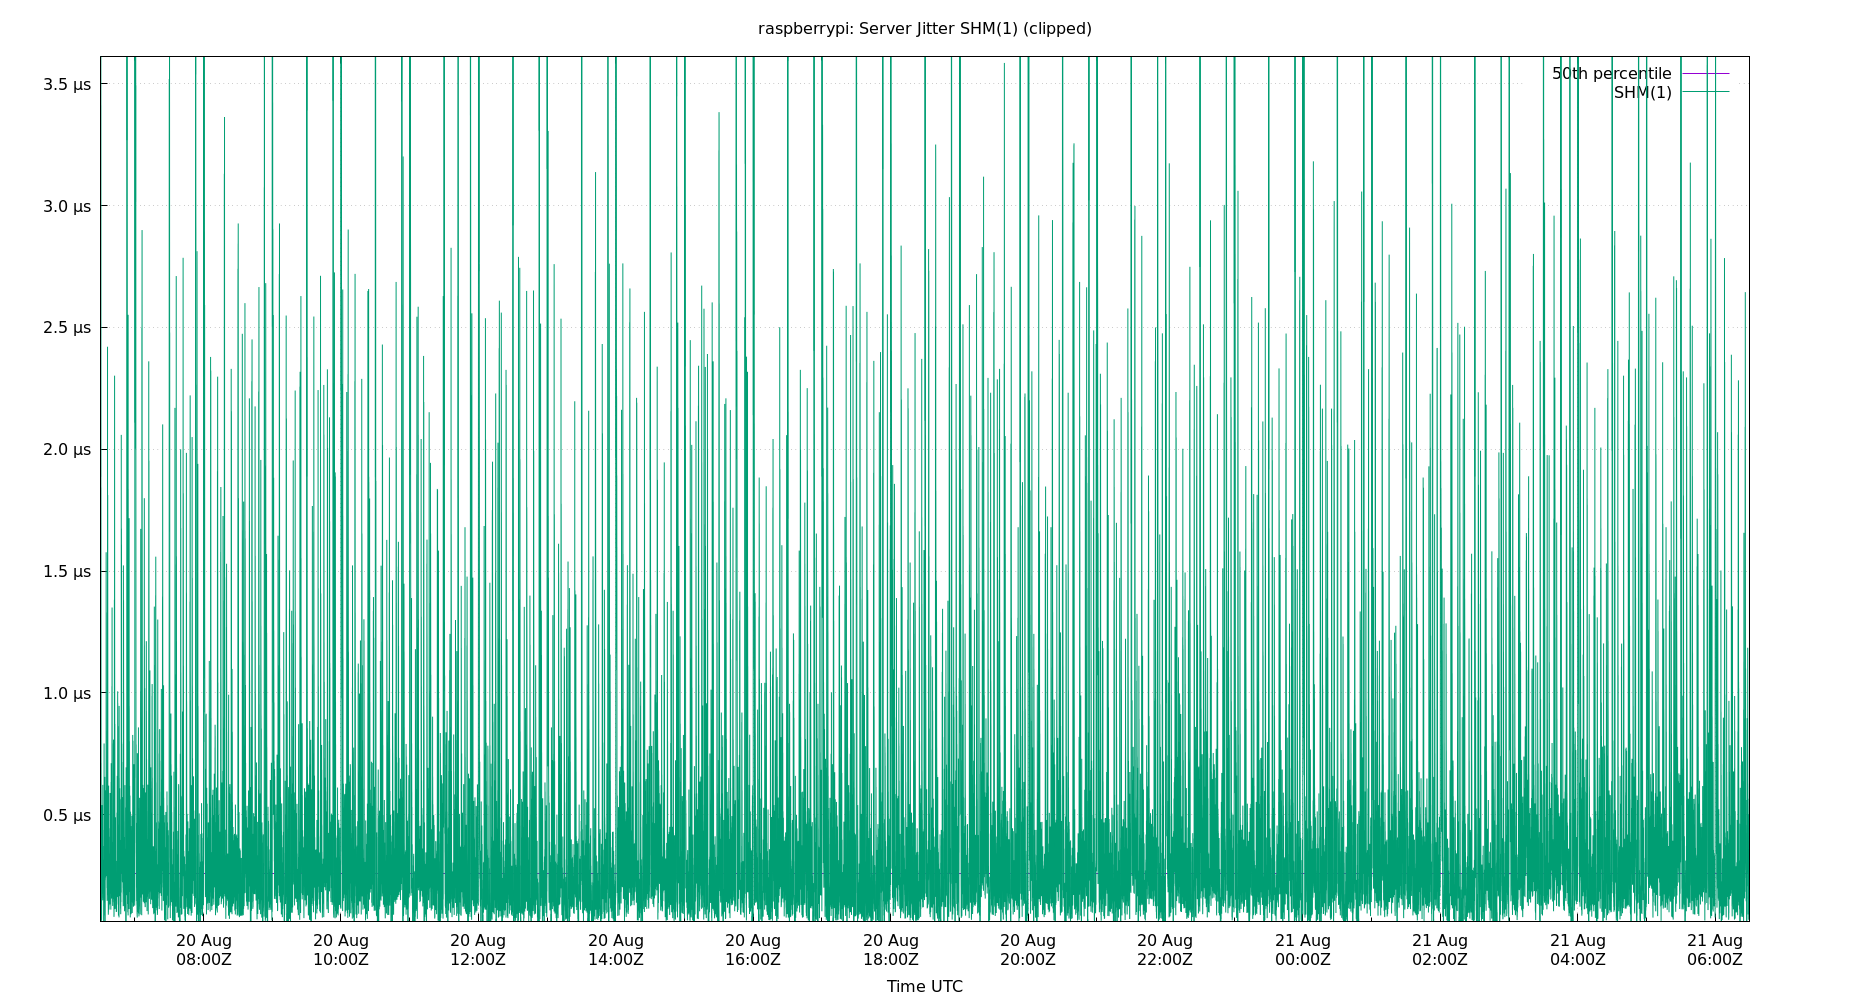 raspberrypi: Server Jitter SHM(1) (clipped)
50th percentile
SHM(1)
3.5 µs
3.0 µs
2.5 µs
2.0 µs
1.5 µs
1.0 µs
0.5 µs
20 Aug 20 Aug 20 Aug 20 Aug 20 Aug 20 Aug 20 Aug 20 Aug 21 Aug 21 Aug 21 Aug 21 Aug
08:00Z 10:00Z 12:00Z 14:00Z 16:00Z 18:00Z 20:00Z 22:00Z 00:00Z 02:00Z 04:00Z 06:00Z
Time UTC